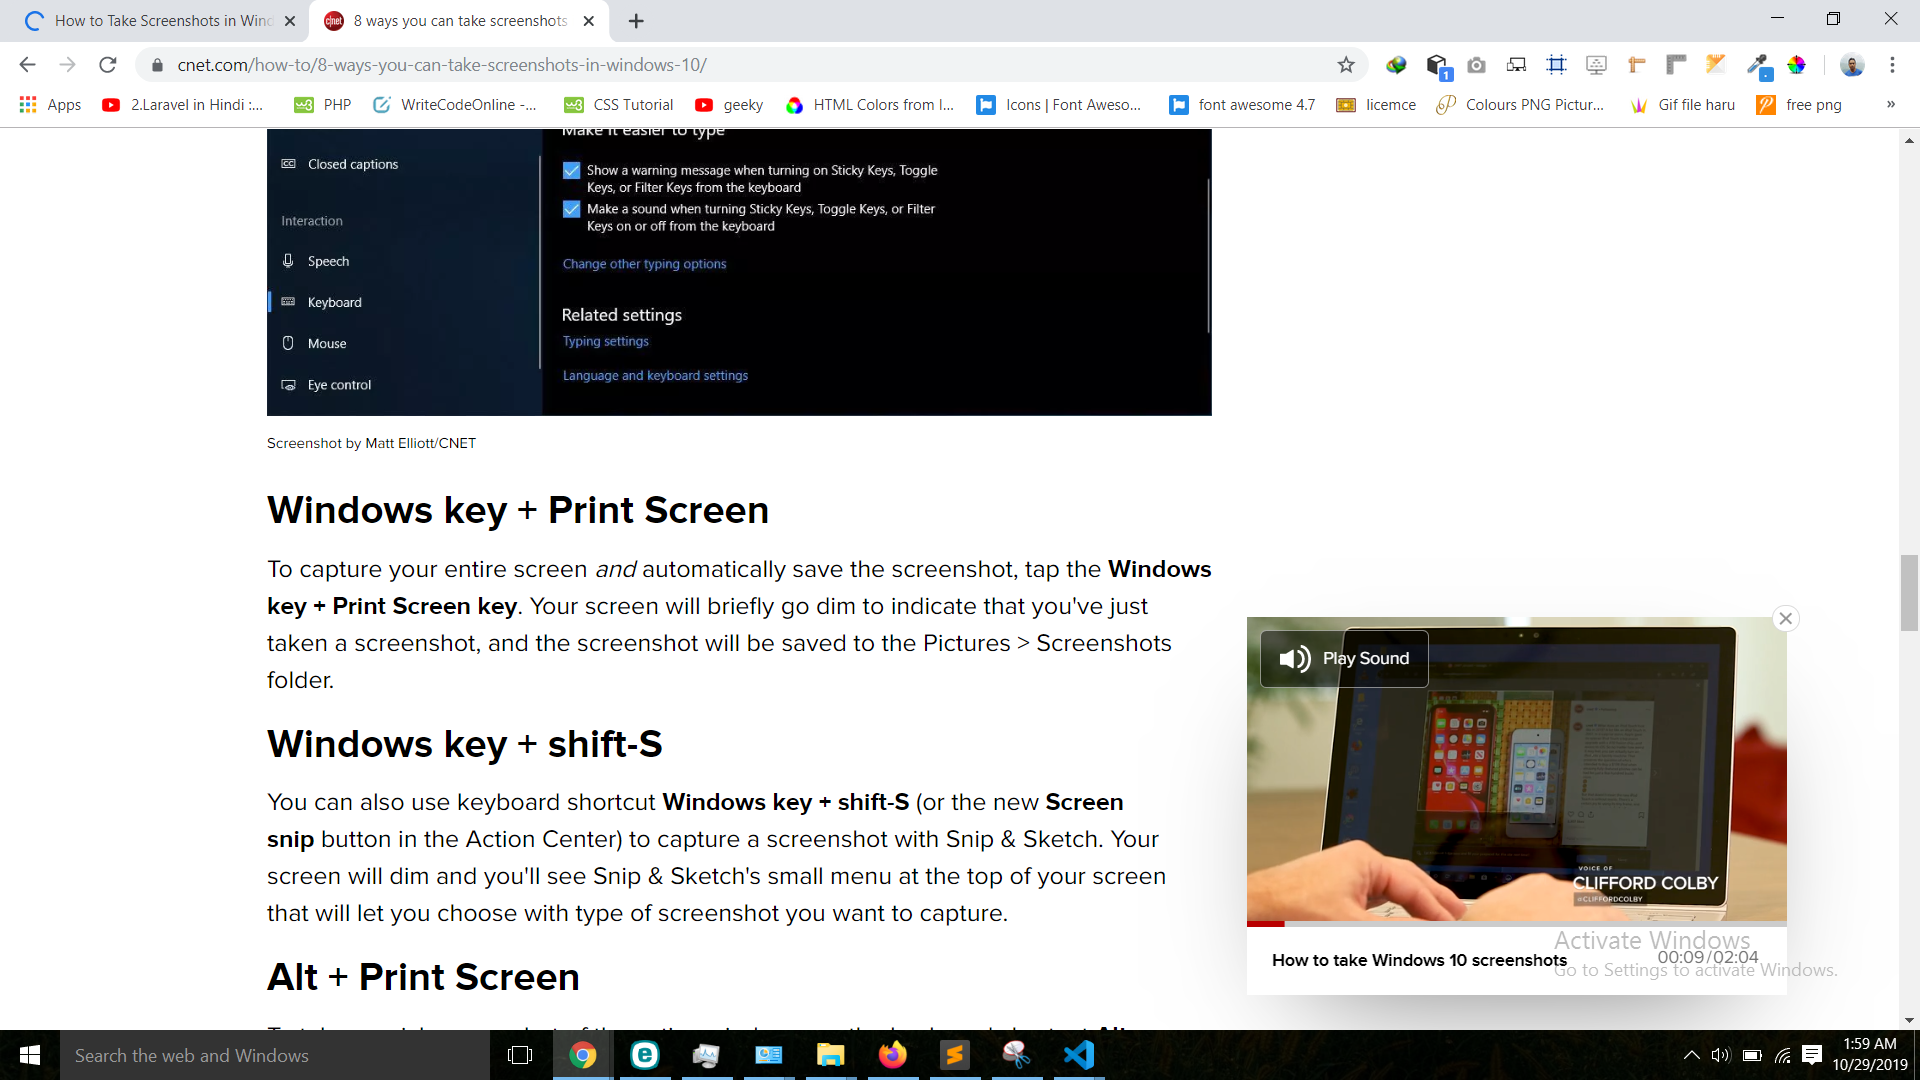 How to Take Screenshots in Wind
8 ways you can take screenshots
cnet.com/how-to/8-ways-you-can-take-screenshots-in-windows-10/
1
Apps
2.Laravel in Hindi :...
PHP
WriteCodeOnline -...
CSS Tutorial
geeky
HTML Colors from I...
Icons | Font Aweso...
font awesome 4.7
licemce
Colours PNG Pictur...
Gif file haru
free png
»
Make it easier to type
Closed captions
Show a warning message when turning on Sticky Keys, Toggle
Keys, or Filter Keys from the keyboard
Make a sound when turning Sticky Keys, Toggle Keys, or Filter
Keys on or off from the keyboard
Interaction
Speech
Change other typing options
Keyboard
Related settings
Mouse
Typing settings
Language and keyboard settings
Eye control
Screenshot by Matt Elliott/CNET
Windows key + Print Screen
To capture your entire screen and automatically save the screenshot, tap the Windows
key + Print Screen key. Your screen will briefly go dim to indicate that you've just
taken a screenshot, and the screenshot will be saved to the Pictures > Screenshots
folder.
Windows key + shift-S
You can also use keyboard shortcut Windows key + shift-S (or the new Screen
snip button in the Action Center) to capture a screenshot with Snip & Sketch. Your
screen will dim and you'll see Snip & Sketch's small menu at the top of your screen
that will let you choose with type of screenshot you want to capture.
Alt + Print Screen
Play Sound
VOICE OF
CLIFFORD COLBY
@CLIFFORDCOLBY
How to take Windows 10 screenshots
00:09/02:04
Activate Windows
Go to Settings to activate Windows.
Search the web and Windows
1:59 AM
10/29/2019